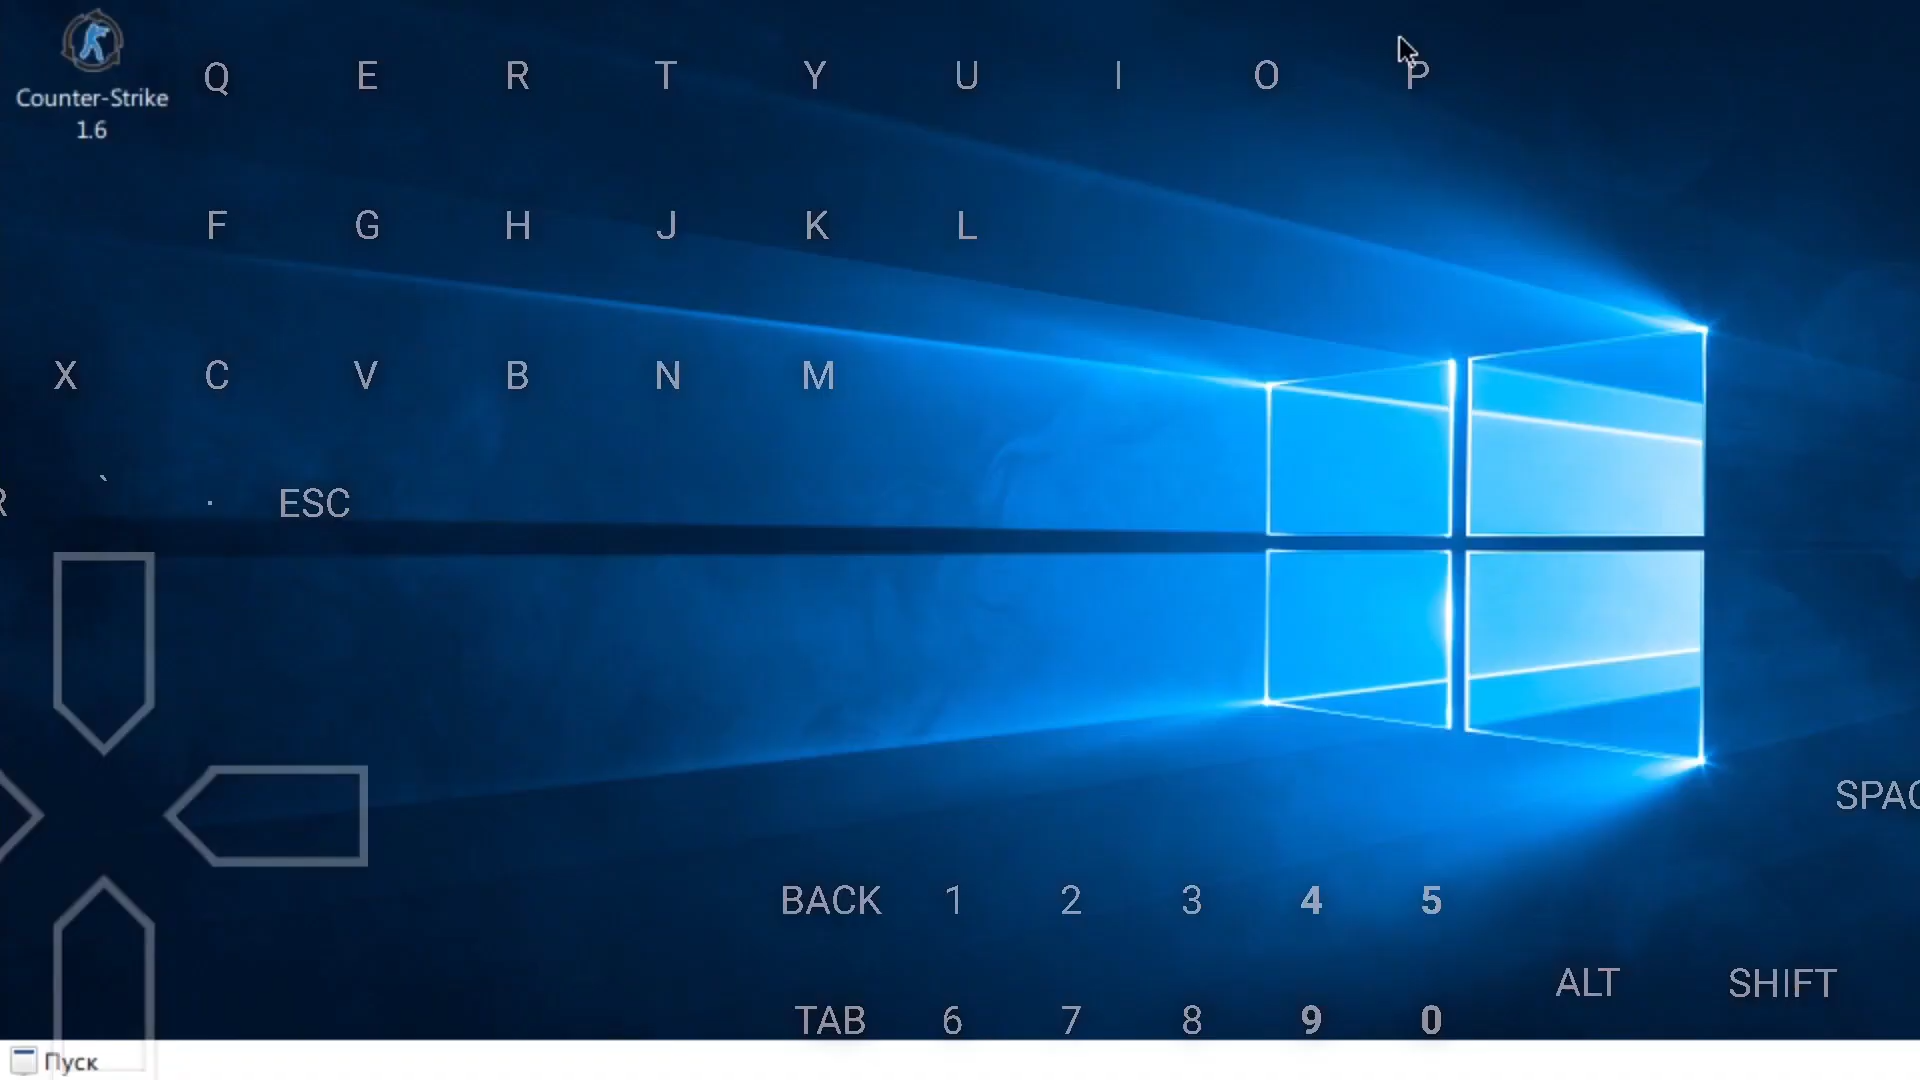 Counter-Strike
1.6
Q E R T Y U I O P
F G H J K L
X C V B N M
R ` . ESC
SPAC
BACK 1 2 3 4 5
ALT SHIFT
TAB 6 7 8 9 0
Пуск